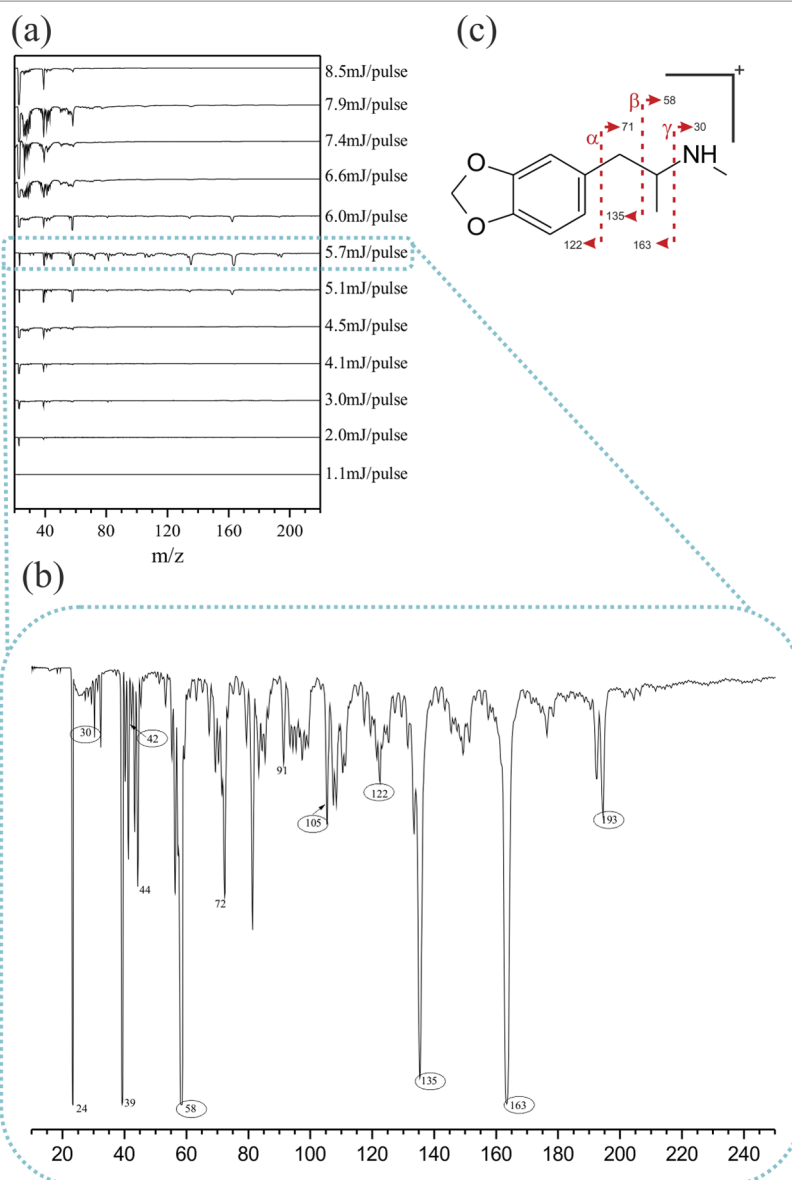 (a)
(c)
8.5mJ/pulse
7.9mJ/pulse
7.4mJ/pulse
6.6mJ/pulse
6.0mJ/pulse
5.7mJ/pulse
5.1mJ/pulse
4.5mJ/pulse
4.1mJ/pulse
3.0mJ/pulse
2.0mJ/pulse
1.1mJ/pulse
40 80 120 160 200
m/z
+
β 58
α 71 γ 30
NH
O
O
135
122 163
(b)
30 42
91
122
105 193
44
72
135
24 39 58 163
20 40 60 80 100 120 140 160 180 200 220 240